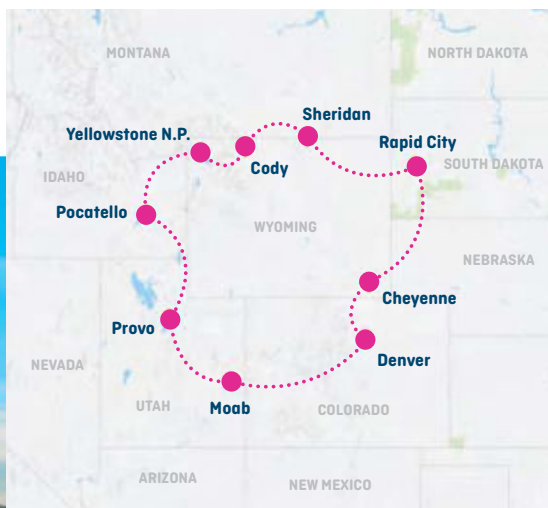 MONTANA
NORTH DAKOTA
Sheridan
Yellowstone N.P.
Rapid City
Cody
SOUTH DAKOTA
IDAHO
Pocatello
WYOMING
NEBRASKA
Cheyenne
Provo
Denver
NEVADA
UTAH
Moab
COLORADO
ARIZONA
NEW MEXICO